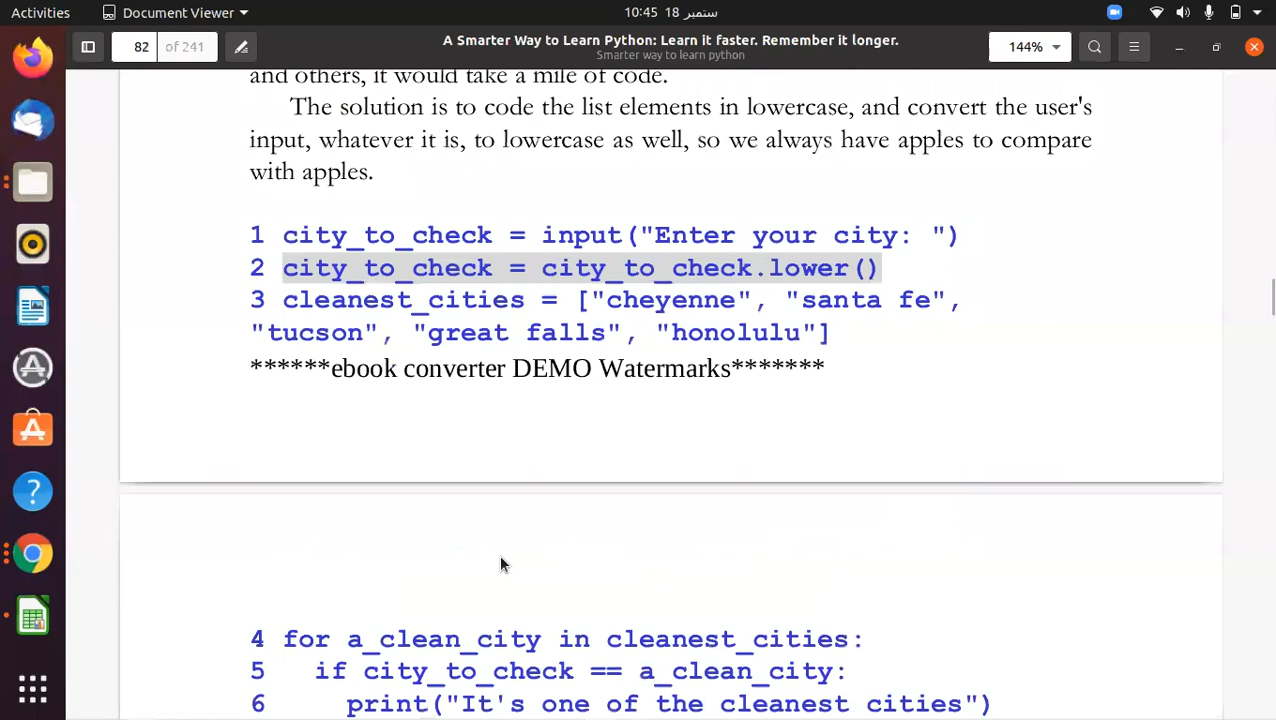 Activities
Document Viewer
10:45 ستمبر 18
82
of 241
A Smarter Way to Learn Python: Learn it faster. Remember it longer.
Smarter way to learn python
144%
and others, it would take a mile of code.
The solution is to code the list elements in lowercase, and convert the user's
input, whatever it is, to lowercase as well, so we always have apples to compare
with apples.
1 city_to_check = input("Enter your city: ")
2 city_to_check = city_to_check.lower()
3 cleanest_cities = ["cheyenne", "santa fe",
"tucson", "great falls", "honolulu"]
******ebook converter DEMO Watermarks*******
4 for a_clean_city in cleanest_cities:
5 if city_to_check == a_clean_city:
6 print("It's one of the cleanest cities")